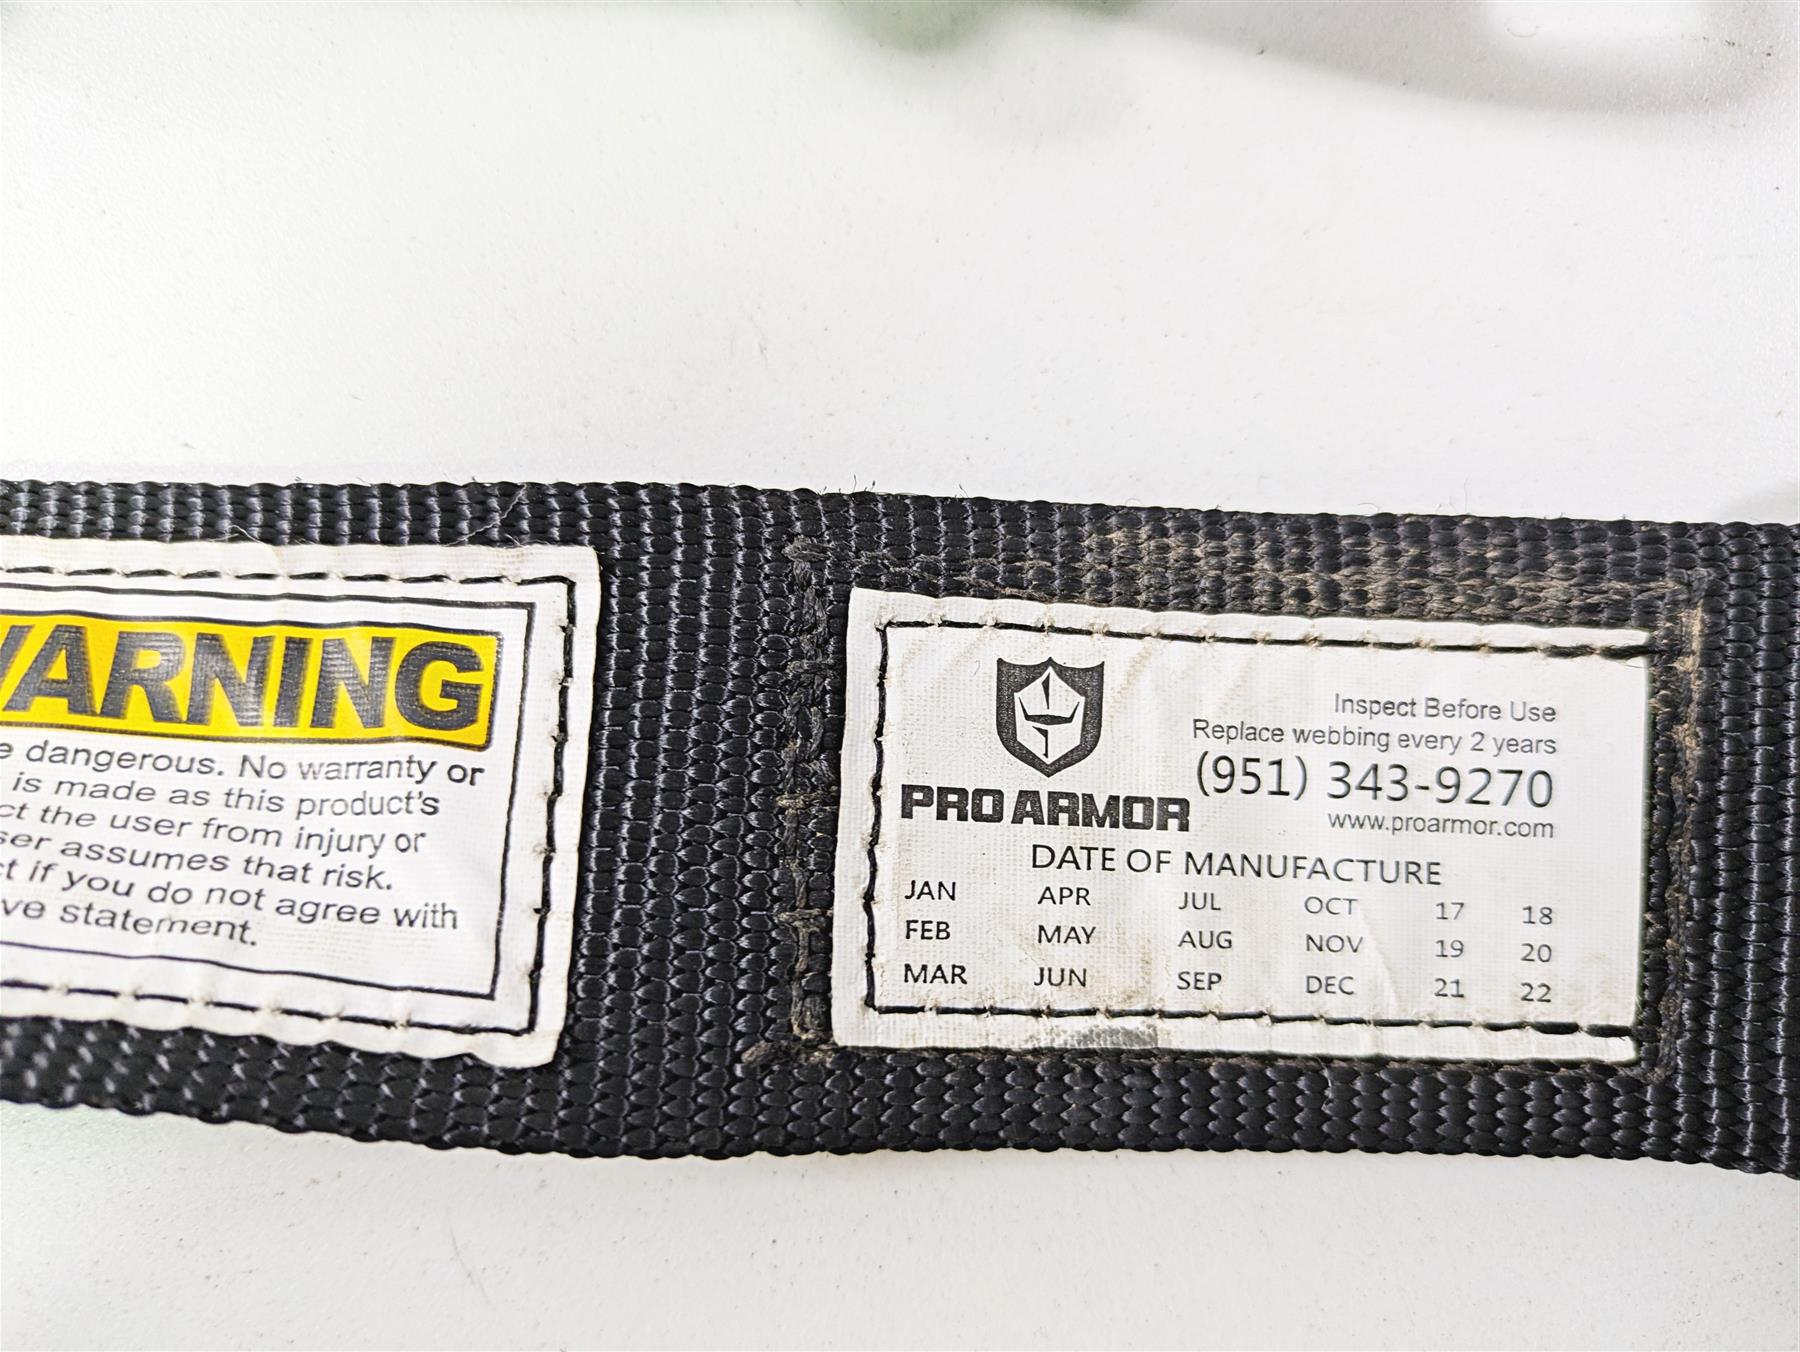 WARNING
e dangerous. No warranty or
is made as this product's
ct the user from injury or
ser assumes that risk.
ct if you do not agree with
ve statement.
Inspect Before Use
Replace webbing every 2 years
(951) 343-9270
www.proarmor.com
PRO ARMOR
DATE OF MANUFACTURE
JAN APR JUL OCT 17 18
FEB MAY AUG NOV 19 20
MAR JUN SEP DEC 21 22